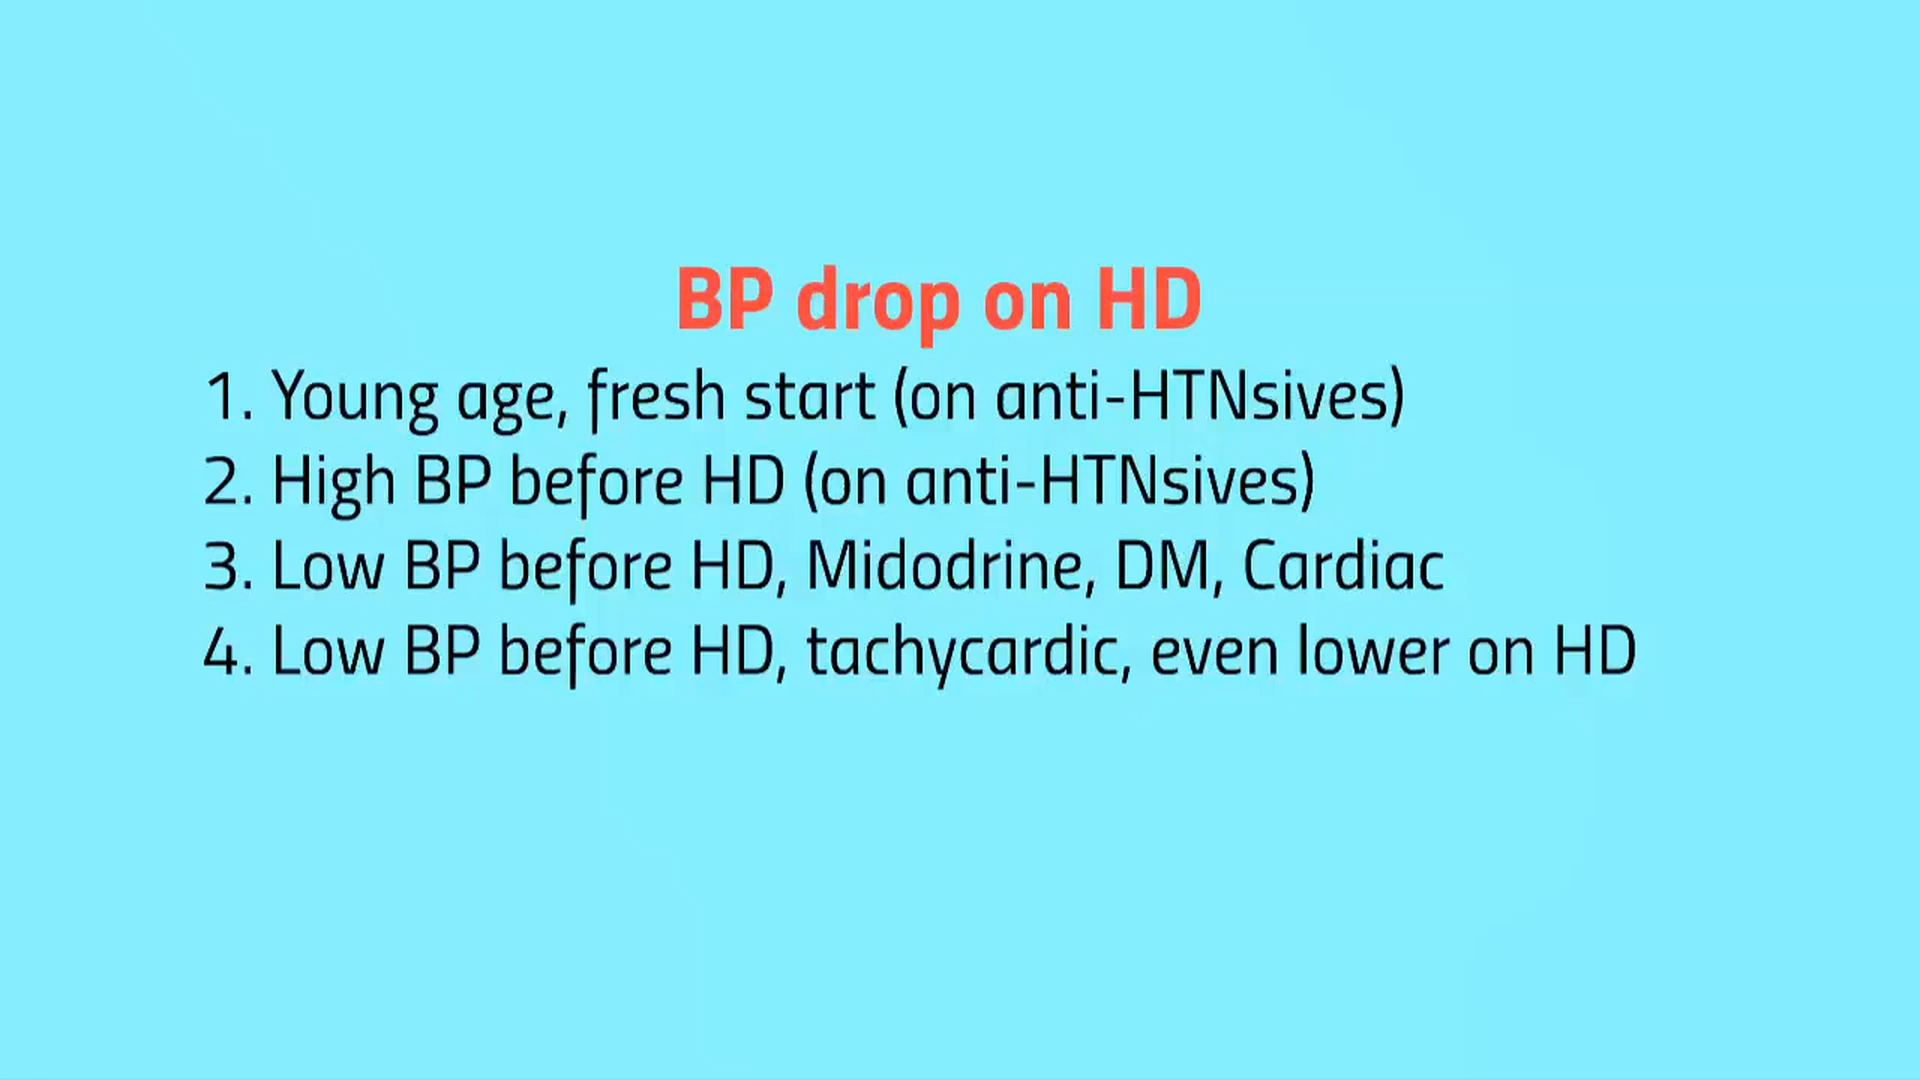 BP drop on HD
1. Young age, fresh start (on anti-HTNsives)
2. High BP before HD (on anti-HTNsives)
3. Low BP before HD, Midodrine, DM, Cardiac
4. Low BP before HD, tachycardic, even lower on HD